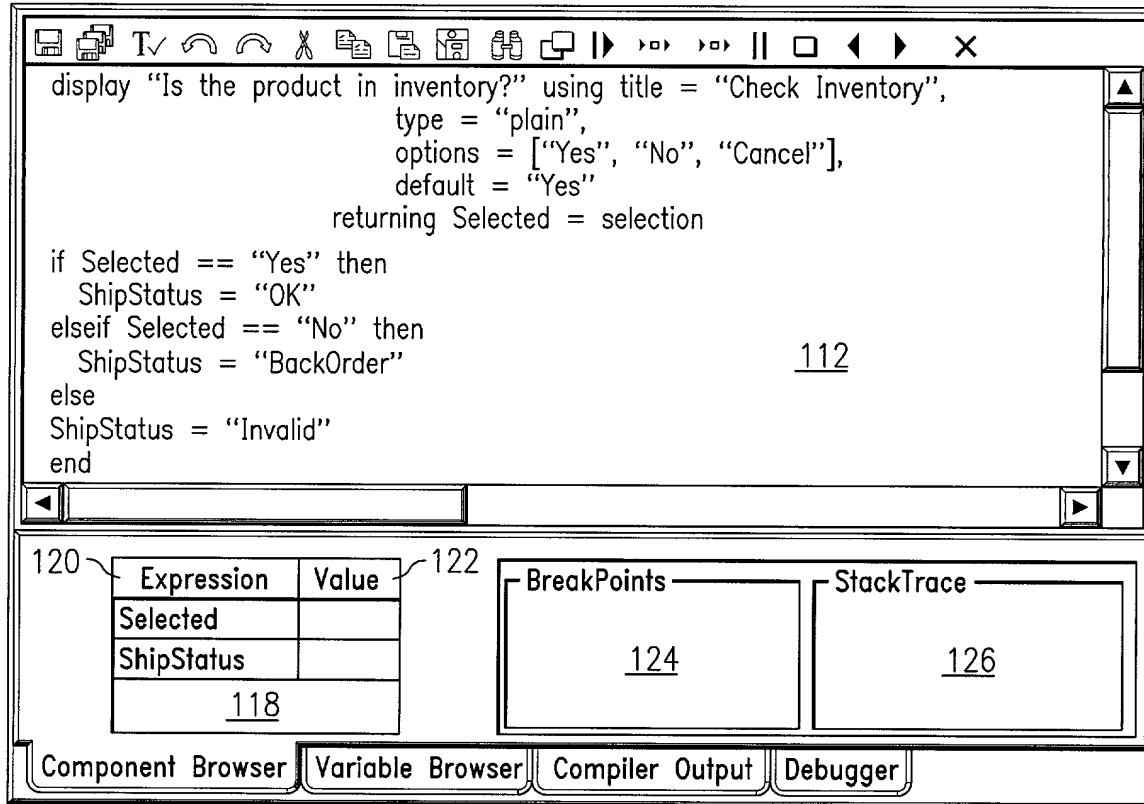 display “Is the product in inventory?” using title = “Check Inventory”,
type = “plain”,
options = [“Yes”, “No”, “Cancel”],
default = “Yes”
returning Selected = selection
if Selected == “Yes” then
ShipStatus = “OK”
elseif Selected == “No” then
ShipStatus = “BackOrder”
else
ShipStatus = “Invalid”
end
112
120
Expression Value
122
Selected
ShipStatus
118
BreakPoints
124
StackTrace
126
Component Browser Variable Browser Compiler Output Debugger